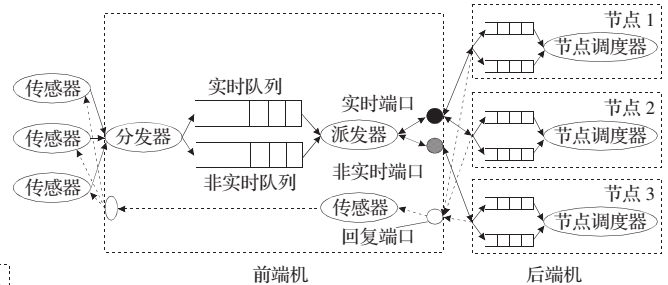 节点 1
节点调度器
传感器
实时队列
实时端口
节点 2
传感器
分发器
派发器
节点调度器
非实时队列
非实时端口
传感器
传感器
节点 3
节点调度器
回复端口
前端机
后端机